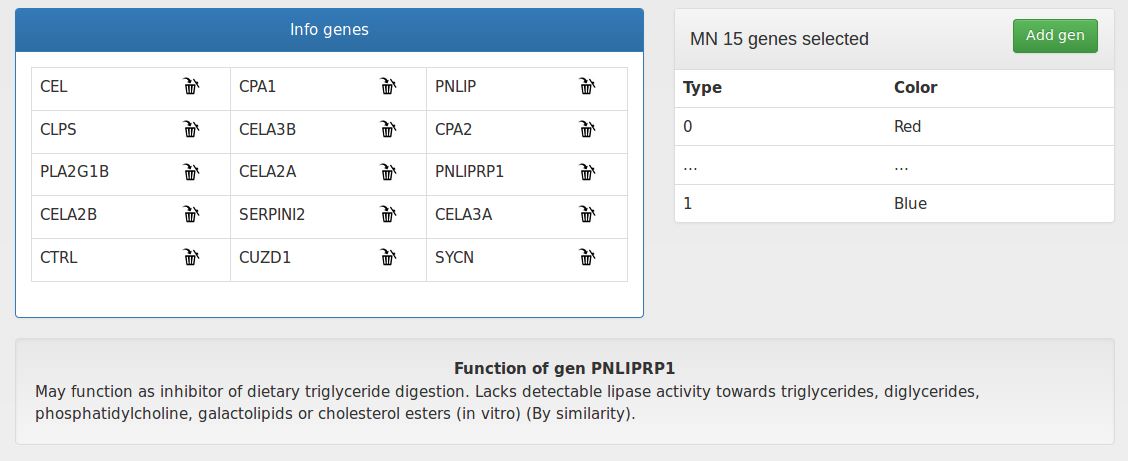 Info genes
CEL CPA1 PNLIP
CLPS CELA3B CPA2
PLA2G1B CELA2A PNLIPRP1
CELA2B SERPINI2 CELA3A
CTRL CUZD1 SYCN
MN 15 genes selected Add gen
Type Color
0 Red
... ...
1 Blue
Function of gen PNLIPRP1
May function as inhibitor of dietary triglyceride digestion. Lacks detectable lipase activity towards triglycerides, diglycerides,
phosphatidylcholine, galactolipids or cholesterol esters (in vitro) (By similarity).